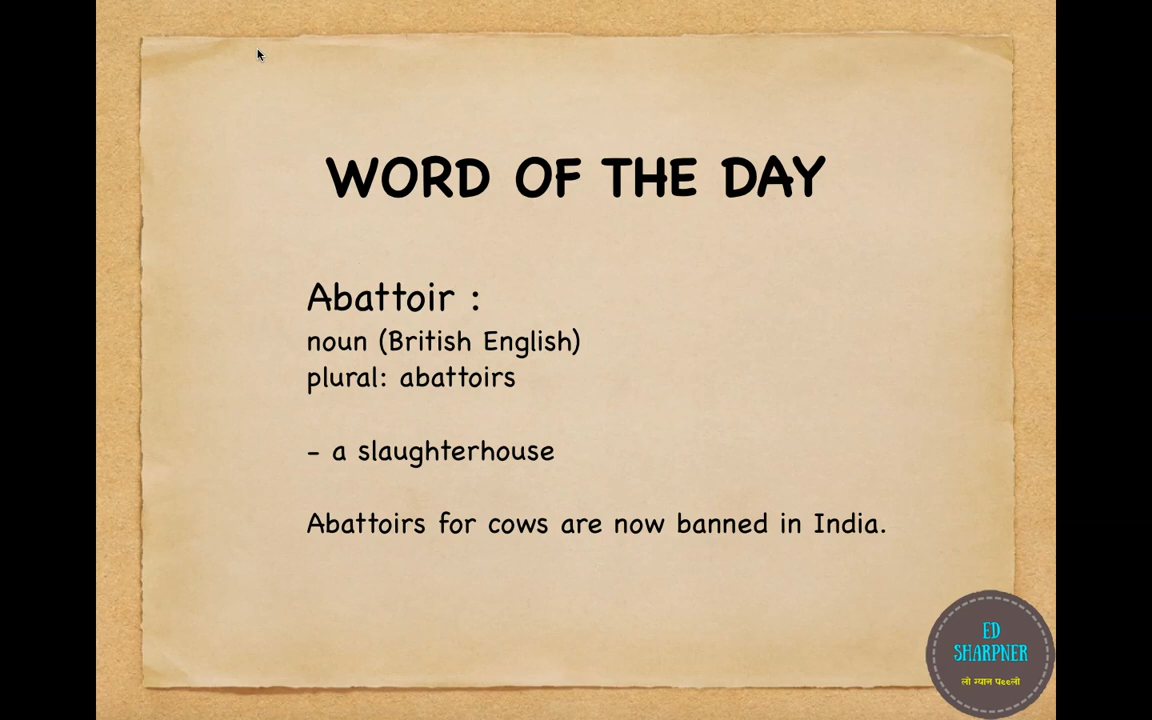 WORD OF THE DAY
Abattoir :
noun (British English)
plural: abattoirs
- a slaughterhouse
Abattoirs for cows are now banned in India.
ED
SHARPNER
लो ग्यान पeeलो